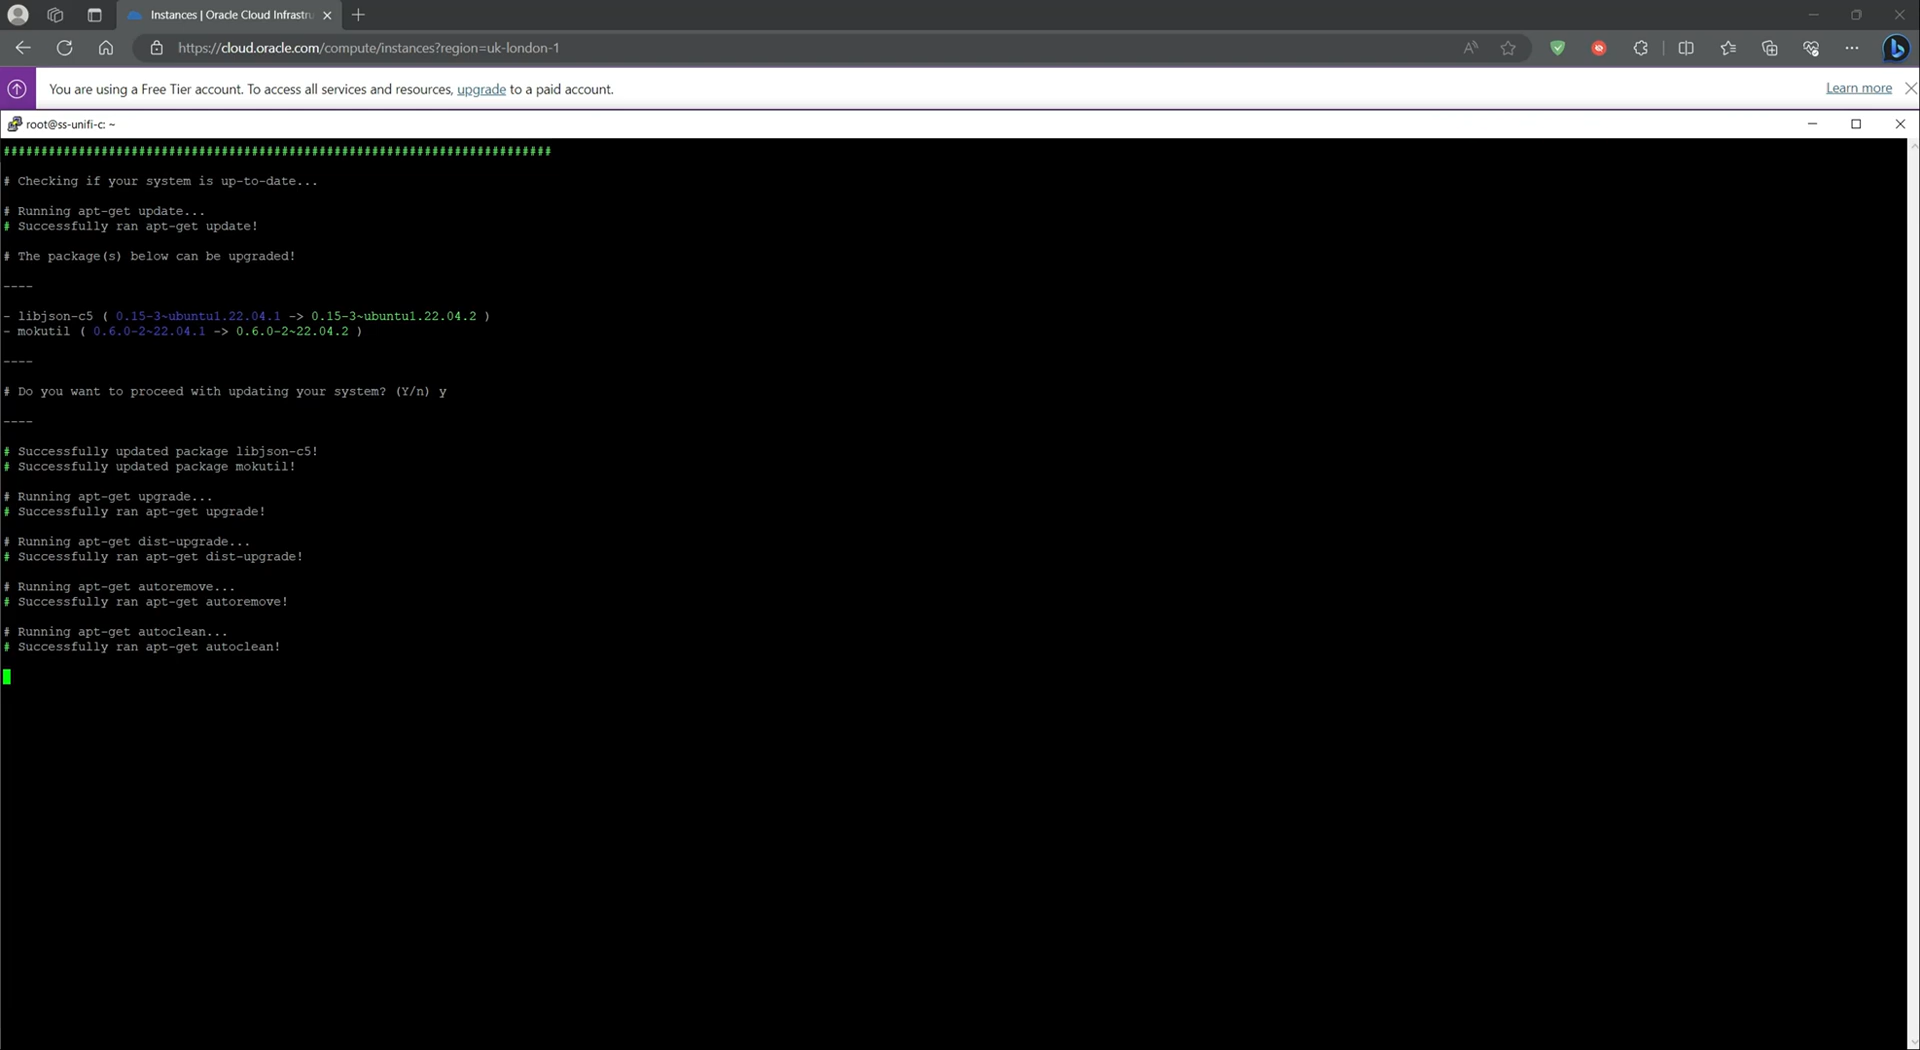 Instances | Oracle Cloud Infrastru
https://cloud.oracle.com/compute/instances?region=uk-london-1
You are using a Free Tier account. To access all services and resources, upgrade to a paid account.
Learn more
root@ss-unifi-c: ~
#########################################################################
# Checking if your system is up-to-date...
# Running apt-get update...
# Successfully ran apt-get update!
# The package(s) below can be upgraded!
----
- libjson-c5 ( 0.15-3~ubuntu1.22.04.1 -> 0.15-3~ubuntu1.22.04.2 )
- mokutil ( 0.6.0-2~22.04.1 -> 0.6.0-2~22.04.2 )
----
# Do you want to proceed with updating your system? (Y/n) y
----
# Successfully updated package libjson-c5!
# Successfully updated package mokutil!
# Running apt-get upgrade...
# Successfully ran apt-get upgrade!
# Running apt-get dist-upgrade...
# Successfully ran apt-get dist-upgrade!
# Running apt-get autoremove...
# Successfully ran apt-get autoremove!
# Running apt-get autoclean...
# Successfully ran apt-get autoclean!